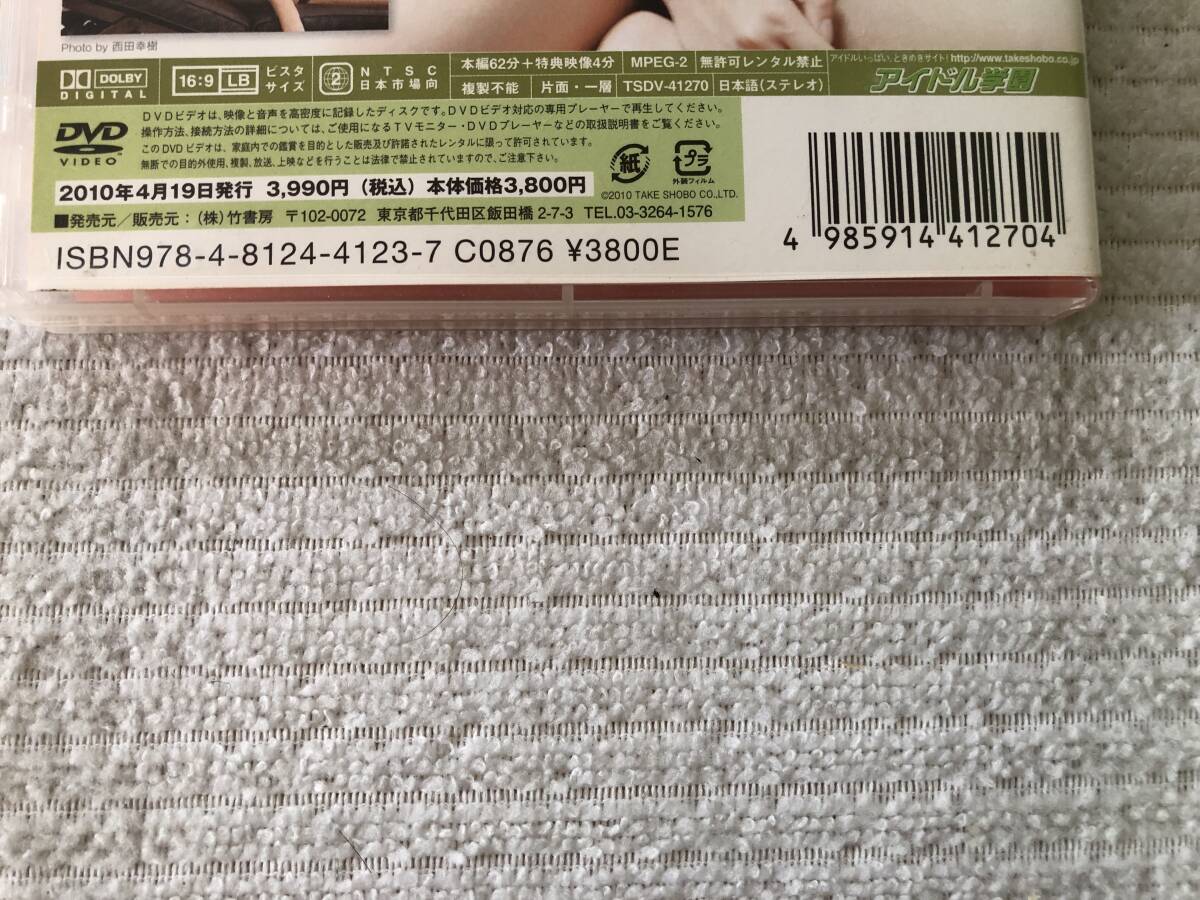 Photo by 西田幸樹
DOLBY DIGITAL
16:9 LB
ビスタサイズ
2
NTSC 日本市場向
本編62分+特典映像4分 MPEG-2 無許可レンタル禁止
複製不能 片面・一層 TSDV-41270 日本語(ステレオ)
アイドルいっぱい、ときめきサイト! http://www.takeshobo.co.jp
アイドル学園
DVD VIDEO
DVDビデオは、映像と音声を高密度に記録したディスクです。DVDビデオ対応の専用プレーヤーで再生してください。
操作方法、接続方法の詳細については、ご使用になるTVモニター・DVDプレーヤーなどの取扱説明書をご覧ください。
このDVDビデオは、家庭内での鑑賞を目的とした販売及び許諾されたレンタルに限って許可されています。
無断での目的外使用、複製、放送、上映などを行うことは法律で禁止されていますので、ご注意下さい。
紙
プラ
外装フィルム
2010年4月19日発行 3,990円(税込)本体価格3,800円
©2010 TAKE SHOBO CO.,LTD.
■発売元/販売元:(株)竹書房 〒102-0072 東京都千代田区飯田橋2-7-3 TEL.03-3264-1576
ISBN978-4-8124-4123-7 C0876 ¥3800E
4 985914 412704